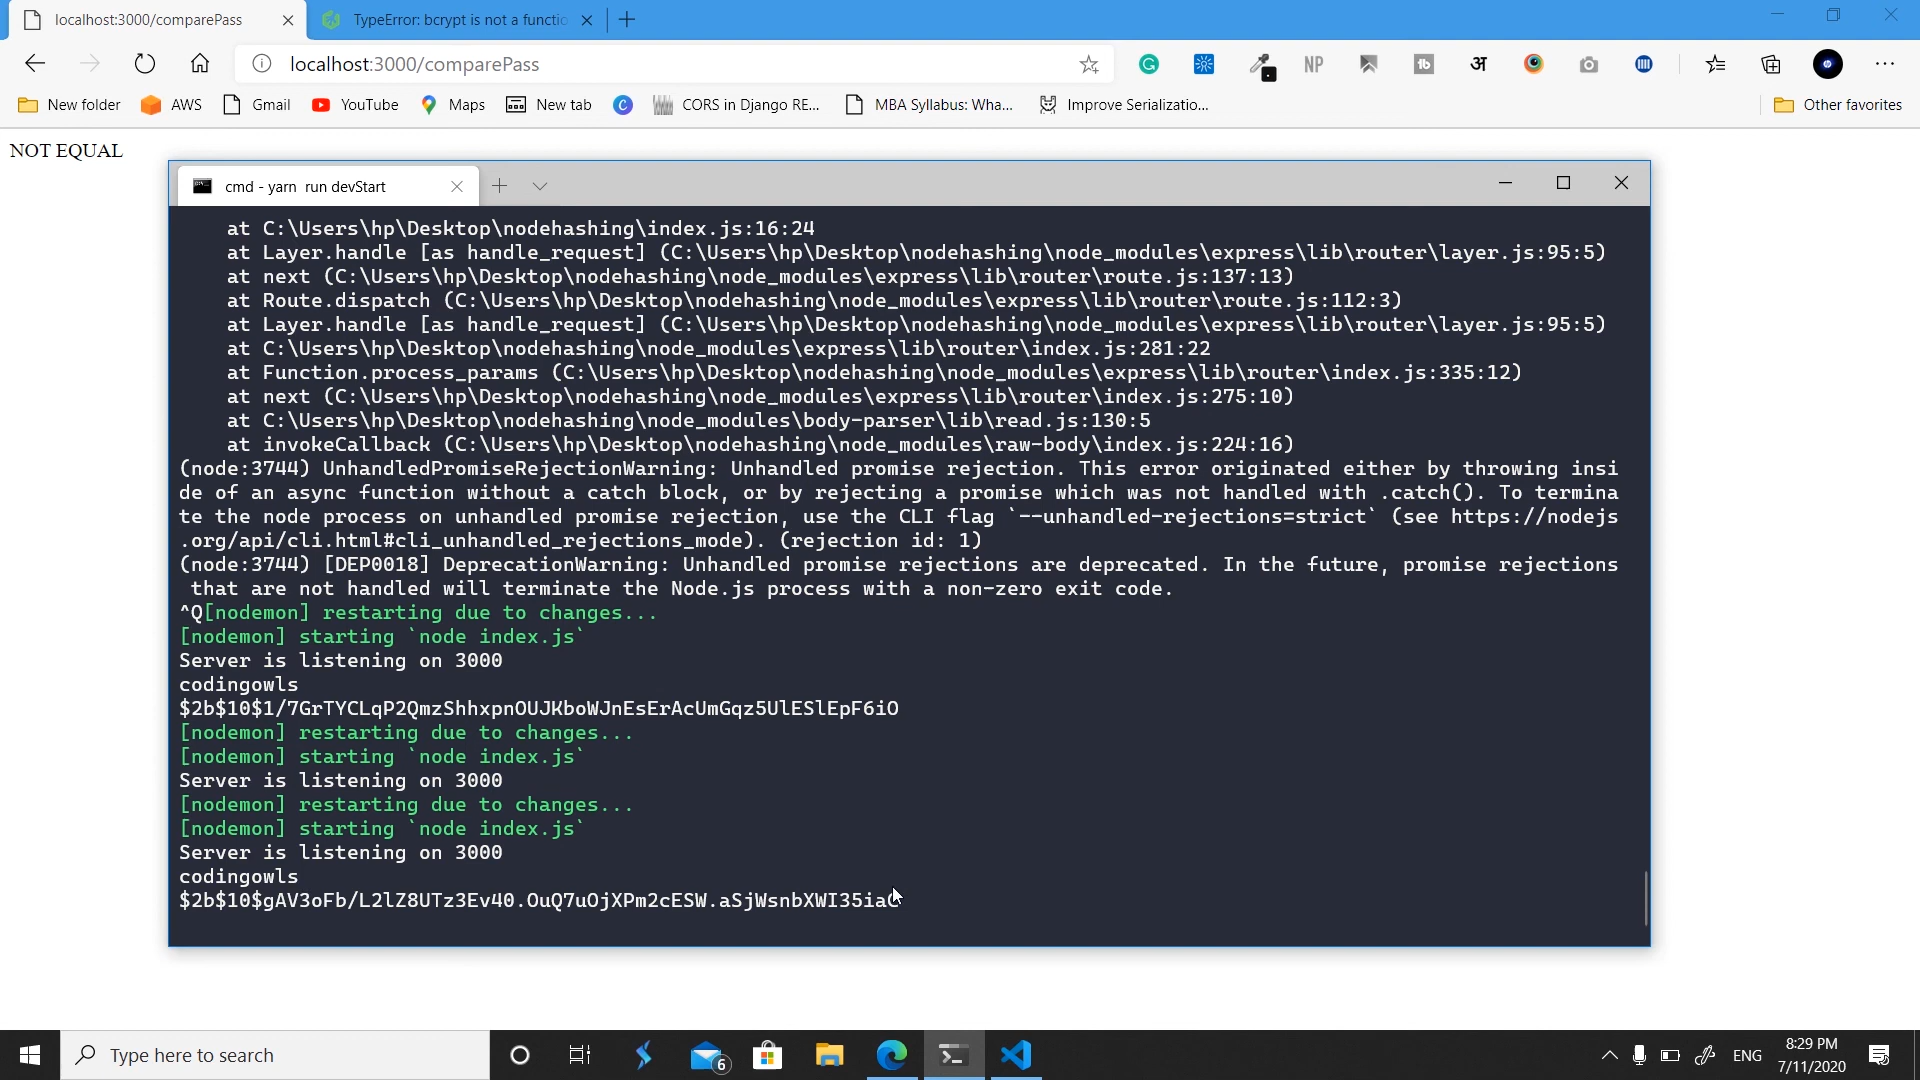 localhost:3000/comparePass
TypeError: bcrypt is not a functio
localhost:3000/comparePass
NP
अ
New folder
AWS
Gmail
YouTube
Maps
New tab
CORS in Django RE...
MBA Syllabus: Wha...
Improve Serializatio...
Other favorites
NOT EQUAL
cmd - yarn  run devStart
at C:\Users\hp\Desktop\nodehashing\index.js:16:24
at Layer.handle [as handle_request] (C:\Users\hp\Desktop\nodehashing\node_modules\express\lib\router\layer.js:95:5)
at next (C:\Users\hp\Desktop\nodehashing\node_modules\express\lib\router\route.js:137:13)
at Route.dispatch (C:\Users\hp\Desktop\nodehashing\node_modules\express\lib\router\route.js:112:3)
at Layer.handle [as handle_request] (C:\Users\hp\Desktop\nodehashing\node_modules\express\lib\router\layer.js:95:5)
at C:\Users\hp\Desktop\nodehashing\node_modules\express\lib\router\index.js:281:22
at Function.process_params (C:\Users\hp\Desktop\nodehashing\node_modules\express\lib\router\index.js:335:12)
at next (C:\Users\hp\Desktop\nodehashing\node_modules\express\lib\router\index.js:275:10)
at C:\Users\hp\Desktop\nodehashing\node_modules\body-parser\lib\read.js:130:5
at invokeCallback (C:\Users\hp\Desktop\nodehashing\node_modules\raw-body\index.js:224:16)
(node:3744) UnhandledPromiseRejectionWarning: Unhandled promise rejection. This error originated either by throwing insi
de of an async function without a catch block, or by rejecting a promise which was not handled with .catch(). To termina
te the node process on unhandled promise rejection, use the CLI flag `--unhandled-rejections=strict` (see https://nodejs
.org/api/cli.html#cli_unhandled_rejections_mode). (rejection id: 1)
(node:3744) [DEP0018] DeprecationWarning: Unhandled promise rejections are deprecated. In the future, promise rejections
that are not handled will terminate the Node.js process with a non-zero exit code.
^Q[nodemon] restarting due to changes...
[nodemon] starting `node index.js`
Server is listening on 3000
codingowls
$2b$10$1/7GrTYCLqP2QmzShhxpnOUJKboWJnEsErAcUmGqz5UlESlEpF6iO
[nodemon] restarting due to changes...
[nodemon] starting `node index.js`
Server is listening on 3000
[nodemon] restarting due to changes...
[nodemon] starting `node index.js`
Server is listening on 3000
codingowls
$2b$10$gAV3oFb/L2lZ8UTz3Ev40.OuQ7uOjXPm2cESW.aSjWsnbXWI35iaC
Type here to search
6
ENG
8:29 PM
7/11/2020